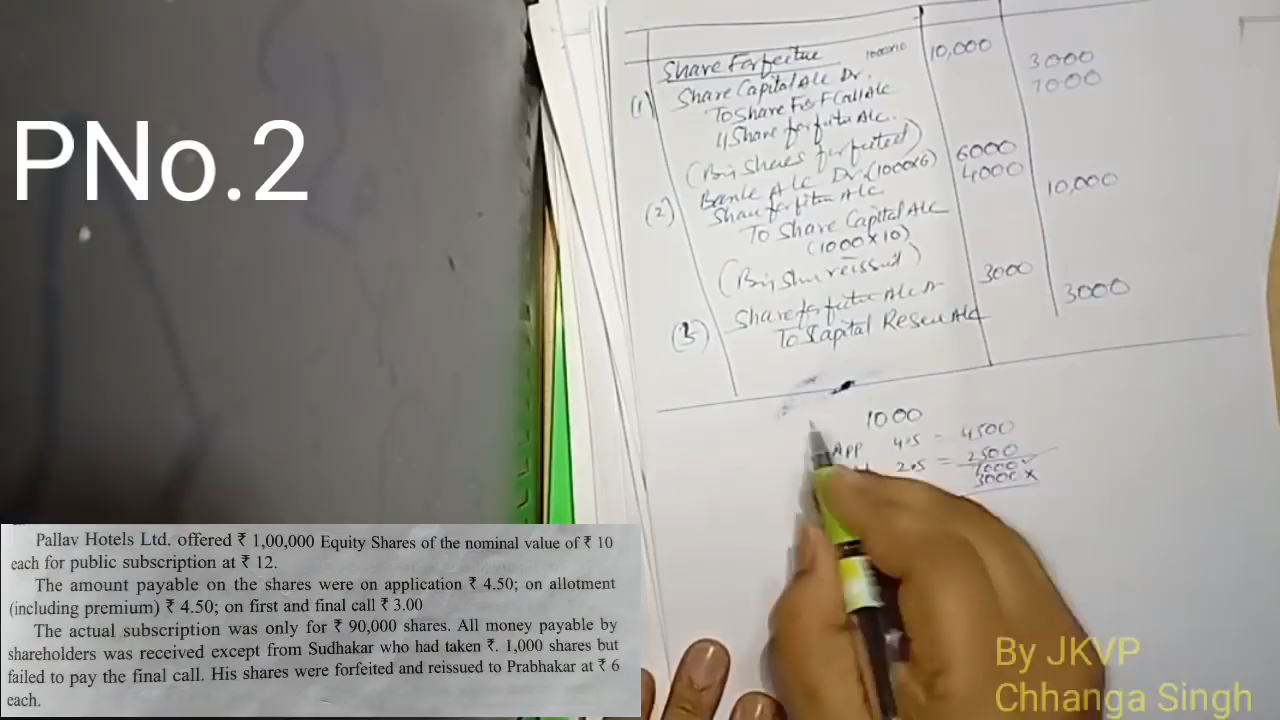 PNo.2
Share Forfeiture 1000x10 10,000
(1) Share Capital A/c Dr. 3000
To Share F&F Call A/c 7000
" Share forfeiture A/c.
(Big shares forfeited)
(2) Bank A/c Dr. (1000x6) 6000
Share forfeiture A/c 4000
To Share Capital A/c 10,000
(1000x10)
(Big Share reissued)
(3) Share forfeiture A/c Dr 3000
To Capital Reserve A/c 3000
1000
App 4.5 = 4500
2.5 = 2500
7000 ✓
3000 x
Pallav Hotels Ltd. offered ₹ 1,00,000 Equity Shares of the nominal value of ₹ 10
each for public subscription at ₹ 12.
The amount payable on the shares were on application ₹ 4.50; on allotment
(including premium) ₹ 4.50; on first and final call ₹ 3.00
The actual subscription was only for ₹ 90,000 shares. All money payable by
shareholders was received except from Sudhakar who had taken ₹. 1,000 shares but
failed to pay the final call. His shares were forfeited and reissued to Prabhakar at ₹ 6
each.
By JKVP
Chhanga Singh